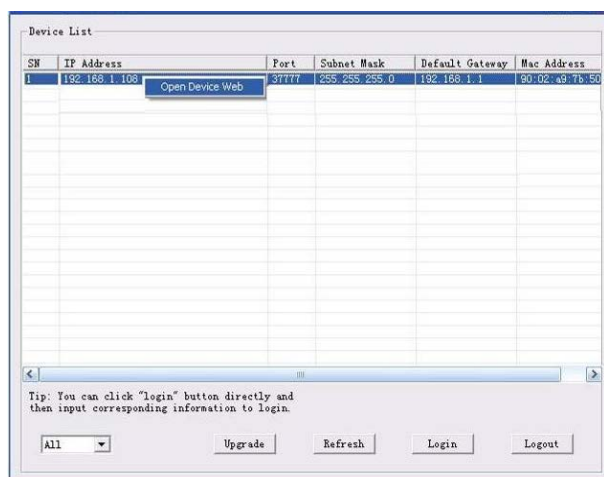 Device List
SN IP Address Port Subnet Mask Default Gateway Mac Address
1 192.168.1.108 37777 255.255.255.0 192.168.1.1 90:02:a9:7b:50
Open Device Web
Tip: You can click "login" button directly and
then input corresponding information to login.
All Upgrade Refresh Login Logout